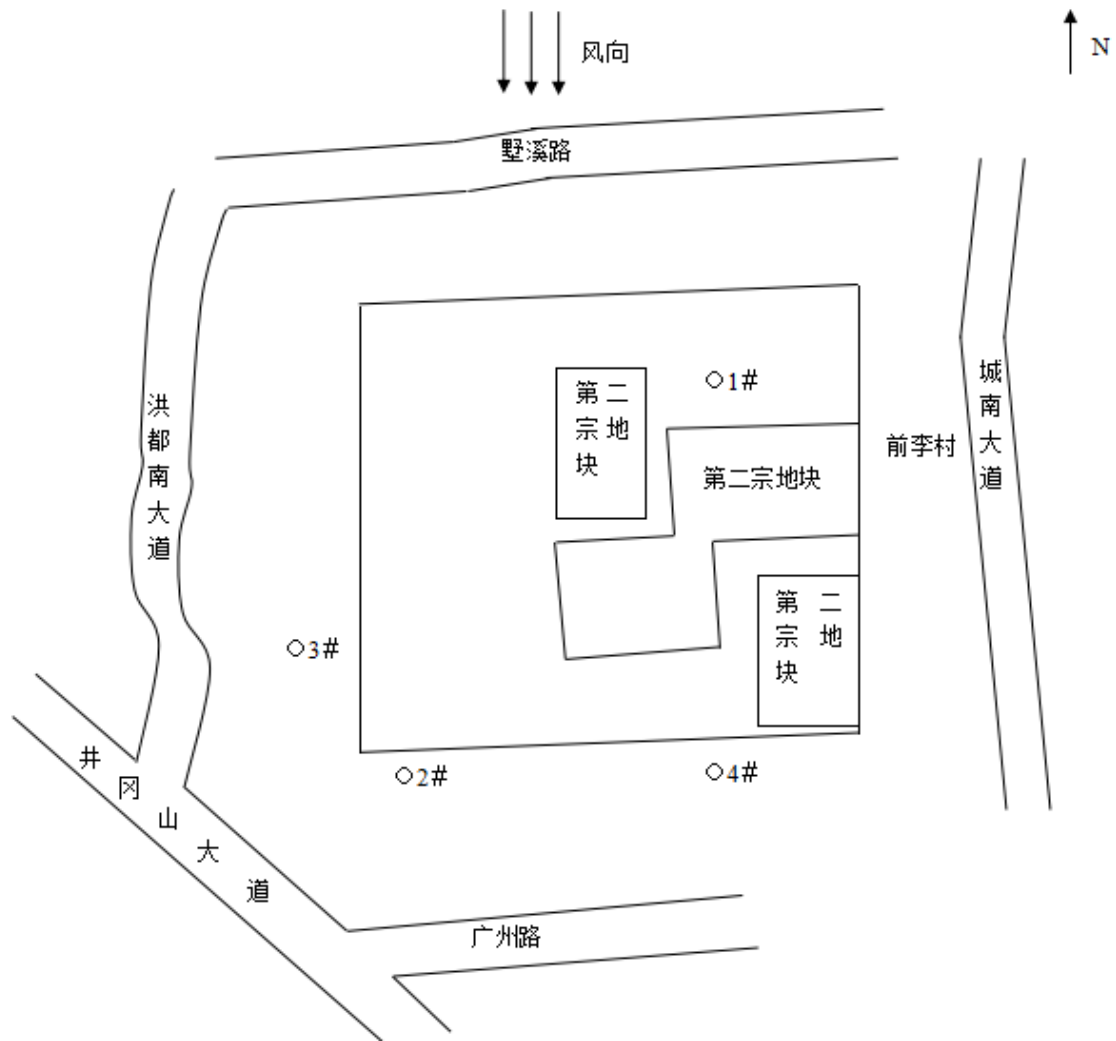 风向
N
墅溪路
1#
第二
宗地
块
洪都南大道
城南大道
前李村
第二宗地块
第二
宗地
块
3#
2#
4#
井冈山大道
广州路